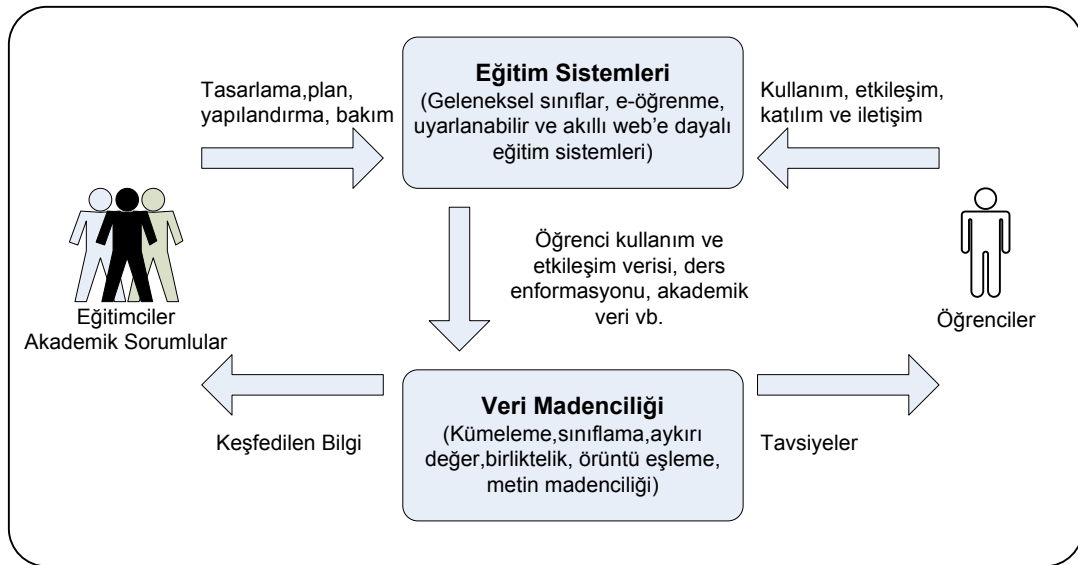 Eğitim Sistemleri
(Geleneksel sınıflar, e-öğrenme,
uyarlanabilir ve akıllı web’e dayalı
eğitim sistemleri)
Tasarlama,plan,
yapılandırma, bakım
Kullanım, etkileşim,
katılım ve iletişim
Öğrenci kullanım ve
etkileşim verisi, ders
enformasyonu, akademik
veri vb.
Eğitimciler
Akademik Sorumlular
Öğrenciler
Veri Madenciliği
(Kümeleme,sınıflama,aykırı
değer,birliktelik, örüntü eşleme,
metin madenciliği)
Keşfedilen Bilgi
Tavsiyeler